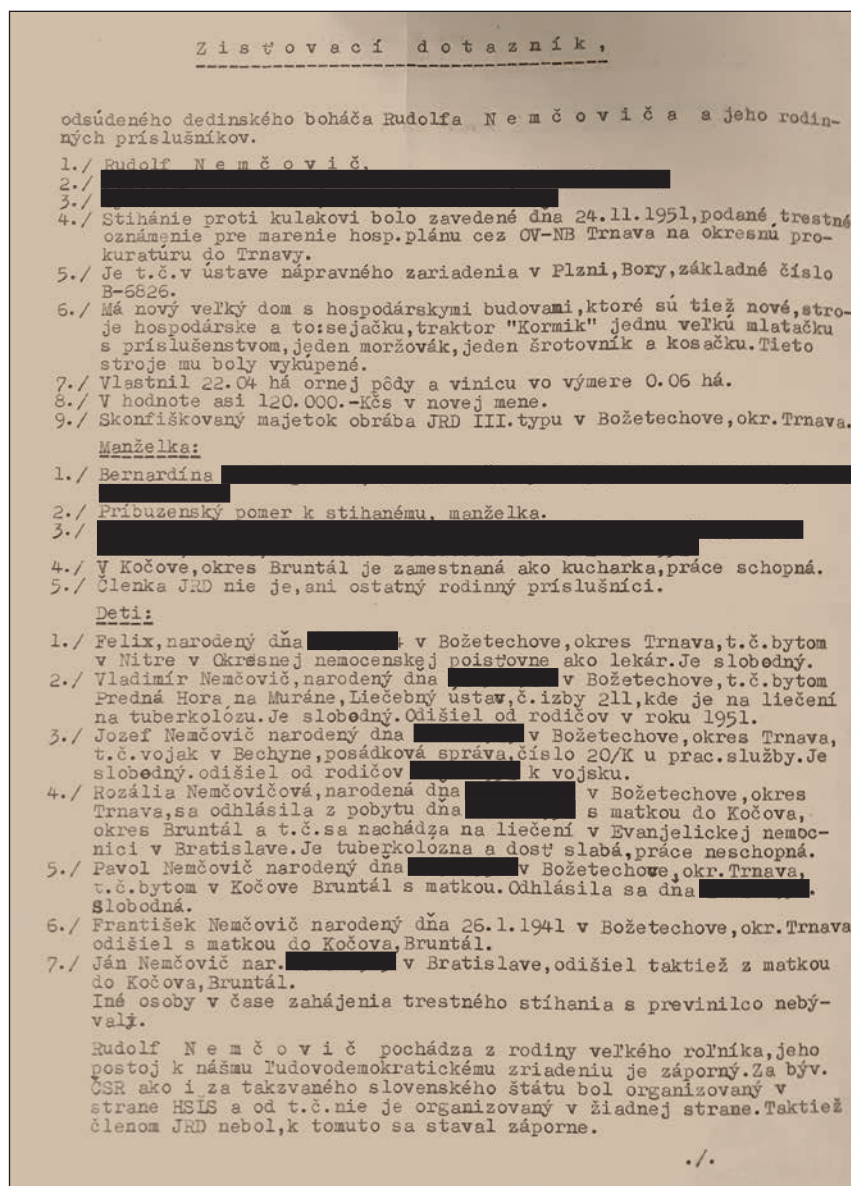 Z i s ť o v a c í   d o t a z n í k ,
odsúdeného dedinského boháča Rudolfa N e m č o v i č a a jeho rodin-
ných príslušníkov.
1./ Rudolf N e m č o v i č,
2./
3./
4./ Stihánie proti kulakovi bolo zavedené dňa 24.11.1951,podané trestné
oznámenie pre marenie hosp.plánu cez OV-NB Trnava na okresnú pro-
kuratúru do Trnavy.
5./ Je t.č.v ústave nápravného zariadenia v Plzni,Bory,základné číslo
B-6826.
6./ Má nový veľký dom s hospodárskymi budovami,ktoré sú tiež nové,stro-
je hospodárske a to:sejačku,traktor "Kormik" jednu veľkú mlatačku
s príslušenstvom,jeden moržovák,jeden šrotovník a kosačku.Tieto
stroje mu boly vykúpené.
7./ Vlastnil 22.04 há ornej pôdy a vinicu vo výmere 0.06 há.
8./ V hodnote asi 120.000.-Kčs v novej mene.
9./ Skonfiškovaný majetok obrába JRD III.typu v Božetechove,okr.Trnava.
Manželka:
1./ Bernardína
2./ Príbuzenský pomer k stihanému, manželka.
3./
4./ V Kočove,okres Bruntál je zamestnaná ako kucharka,práce schopná.
5./ Členka JRD nie je,ani ostatný rodinný príslušníci.
Deti:
1./ Felix,narodený dňa v Božetechove,okres Trnava,t.č.bytom
v Nitre v Okresnej nemocenskej poisťovne ako lekár.Je slobodný.
2./ Vladimír Nemčovič,narodený dňa v Božetechove,t.č.bytom
Predná Hora na Muráne,Liečebný ústav,č.izby 211,kde je na liečení
na tuberkolózu.Je slobodný.Odišiel od rodičov v roku 1951.
3./ Jozef Nemčovič narodený dňa v Božetechove,okres Trnava,
t.č.vojak v Bechyne,posádková správa,číslo 20/K u prac.služby.Je
slobodný.odišiel od rodičov k vojsku.
4./ Rozália Nemčovičová,narodená dňa v Božetechove,okres
Trnava,sa odhlásila z pobytu dňa s matkou do Kočova,
okres Bruntál a t.č.sa nachádza na liečení v Evanjelickej nemoc-
nici v Bratislave.Je tuberkolózna a dosť slabá,práce neschopná.
5./ Pavol Nemčovič narodený dňa v Božetechove,okr.Trnava,
t.č.bytom v Kočove Bruntál s matkou.Odhlásila sa dňa .
Slobodná.
6./ František Nemčovič narodený dňa 26.1.1941 v Božetechove,okr.Trnava
odišiel s matkou do Kočova,Bruntál.
7./ Ján Nemčovič nar. v Bratislave,odišiel taktiež z matkou
do Kočova,Bruntál.
Iné osoby v čase zahájenia trestného stíhania s previnilco nebý-
valj.
Rudolf N e m č o v i č pochádza z rodiny veľkého roľníka,jeho
postoj k nášmu ľudovodemokratickému zriadeniu je záporný.Za býv.
ČSR ako i za takzvaného slovenského štátu bol organizovaný v
strane HSĽS a od t.č.nie je organizovaný v žiadnej strane.Taktiež
členom JRD nebol,k tomuto sa staval záporne.
./.